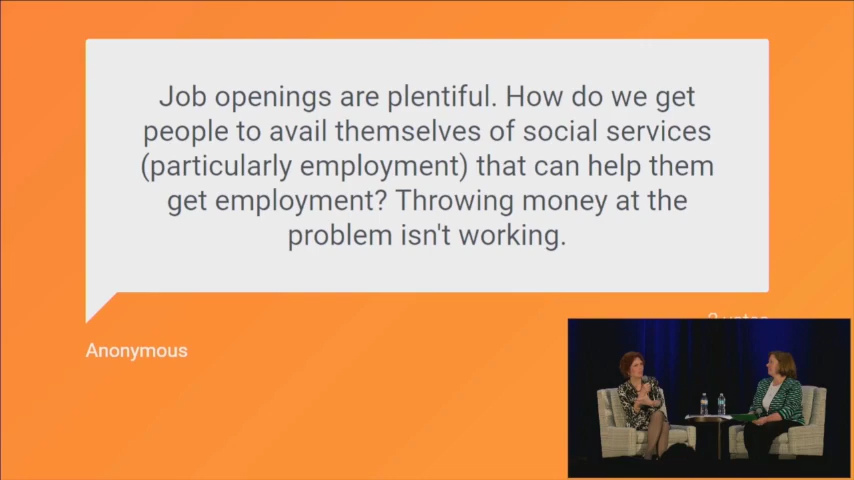 Job openings are plentiful. How do we get
people to avail themselves of social services
(particularly employment) that can help them
get employment? Throwing money at the
problem isn't working.
Anonymous